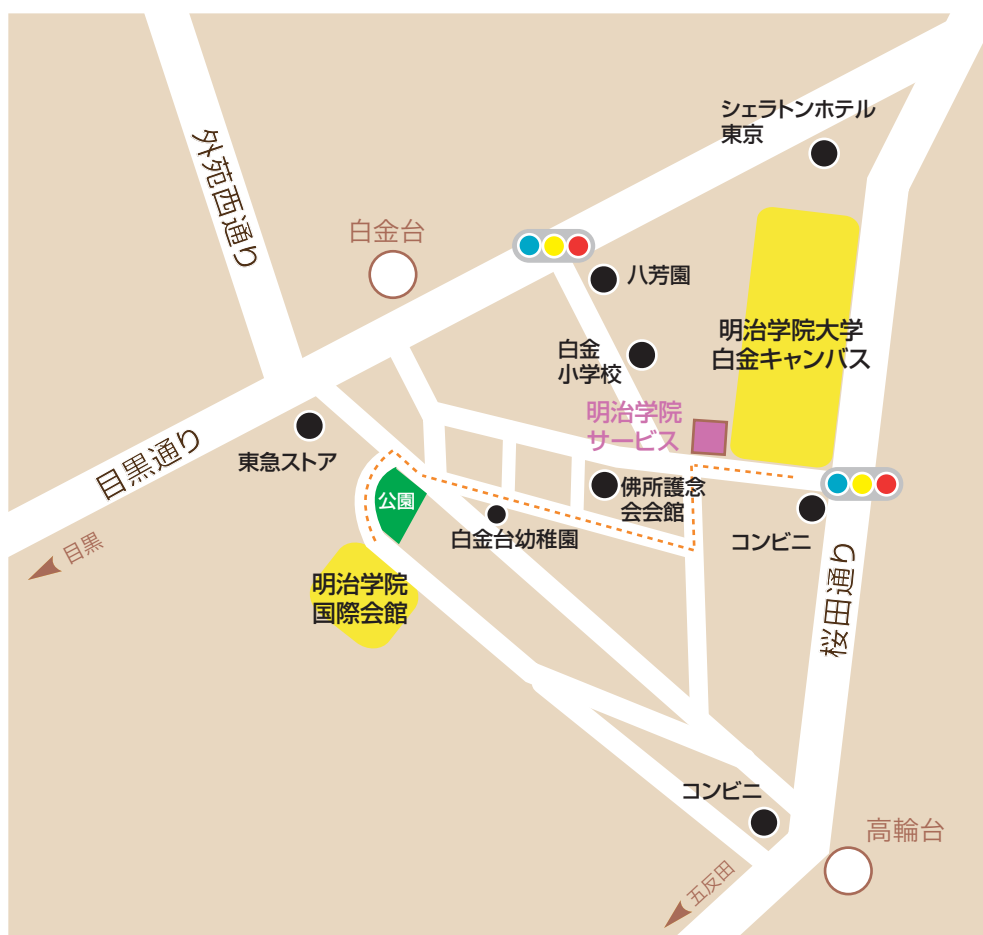 シェラトンホテル
東京
外苑西通り
白金台
八芳園
明治学院大学
白金キャンパス
白金
小学校
明治学院
サービス
目黒通り
東急ストア
公園
佛所護念
会会館
白金台幼稚園
コンビニ
目黒
明治学院
国際会館
桜田通り
コンビニ
高輪台
五反田